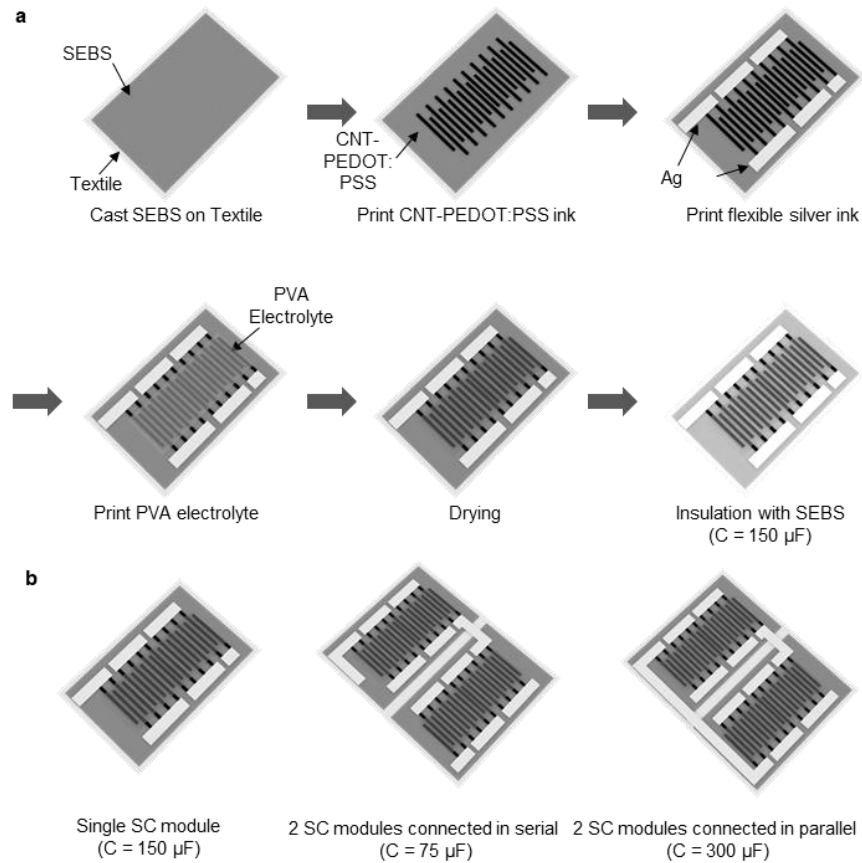 a
SEBS
Textile
Cast SEBS on Textile
CNT-
PEDOT:
PSS
Print CNT-PEDOT:PSS ink
Ag
Print flexible silver ink
PVA
Electrolyte
Print PVA electrolyte
Drying
Insulation with SEBS
(C = 150 µF)
b
Single SC module
(C = 150 µF)
2 SC modules connected in serial
(C = 75 µF)
2 SC modules connected in parallel
(C = 300 µF)